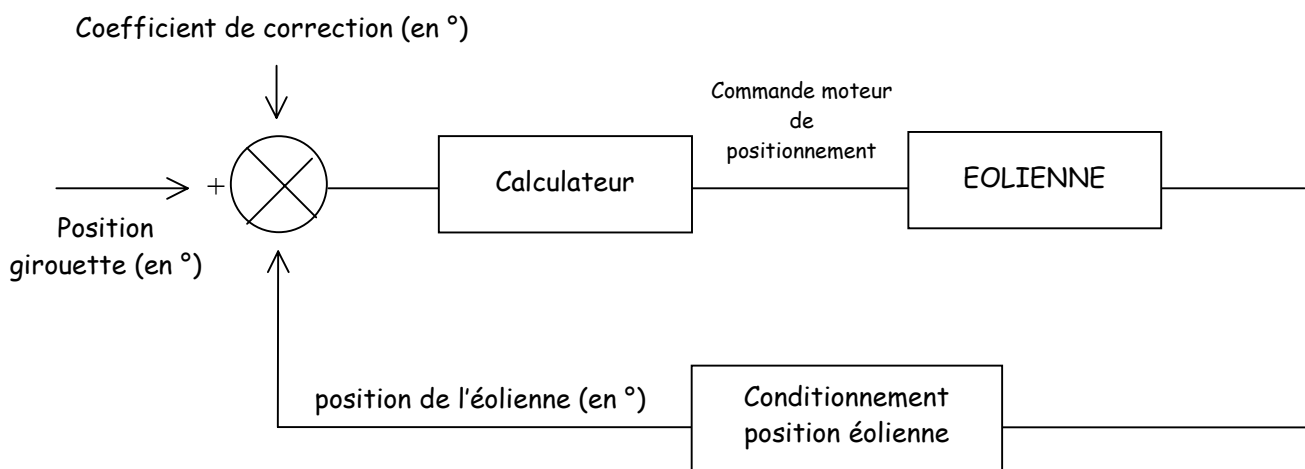 Coefficient de correction (en °)
Commande moteur
de
positionnement
+
Calculateur
EOLIENNE
Position
girouette (en °)
position de l'éolienne (en °)
Conditionnement
position éolienne